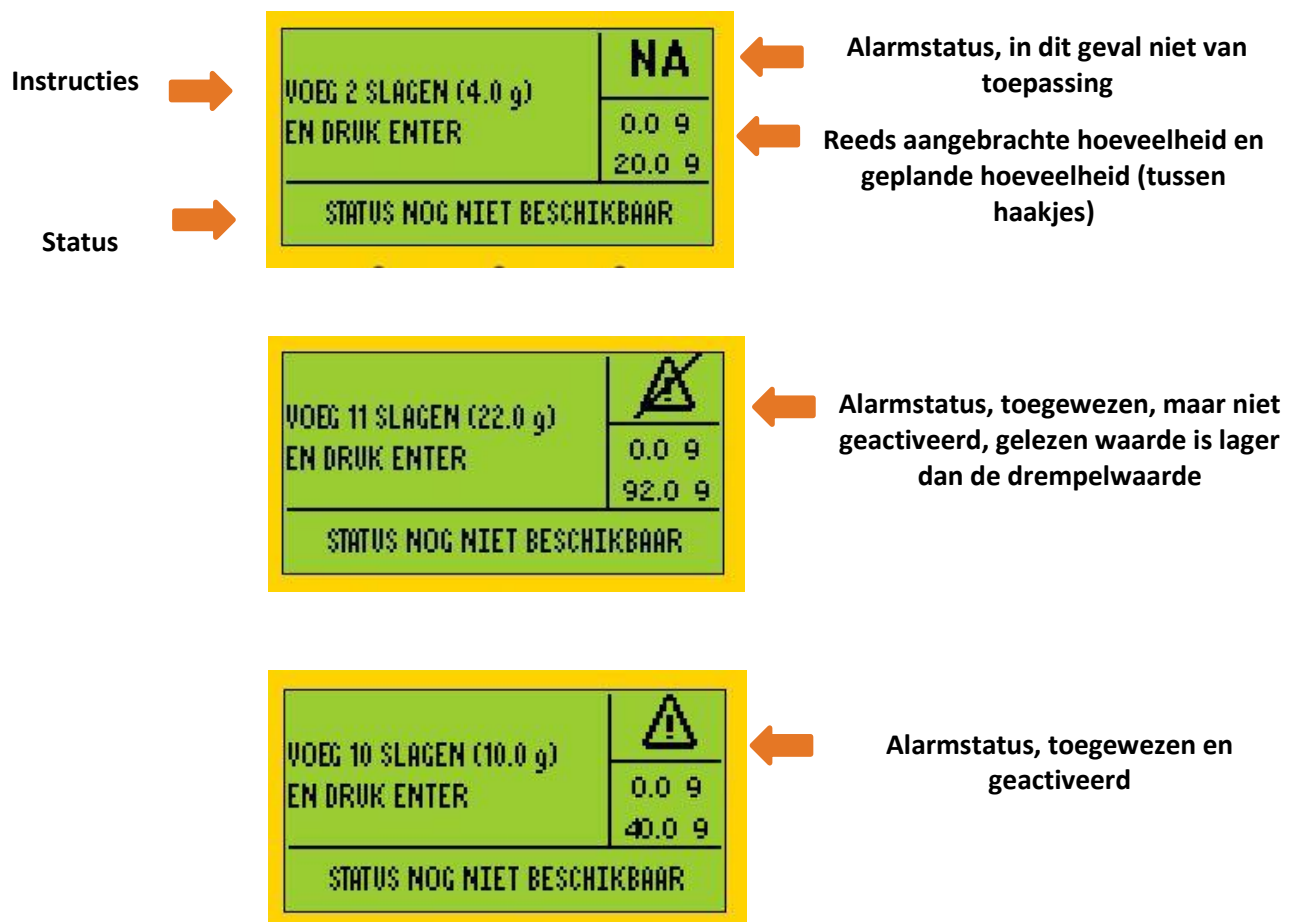 Instructies
Status
VOEG 2 SLAGEN (4.0 g)
EN DRUK ENTER
NA
0.0 g
20.0 g
STATUS NOG NIET BESCHIKBAAR
Alarmstatus, in dit geval niet van
toepassing
Reeds aangebrachte hoeveelheid en
geplande hoeveelheid (tussen
haakjes)
VOEG 11 SLAGEN (22.0 g)
EN DRUK ENTER
0.0 g
92.0 g
STATUS NOG NIET BESCHIKBAAR
Alarmstatus, toegewezen, maar niet
geactiveerd, gelezen waarde is lager
dan de drempelwaarde
VOEG 10 SLAGEN (10.0 g)
EN DRUK ENTER
0.0 g
40.0 g
STATUS NOG NIET BESCHIKBAAR
Alarmstatus, toegewezen en
geactiveerd